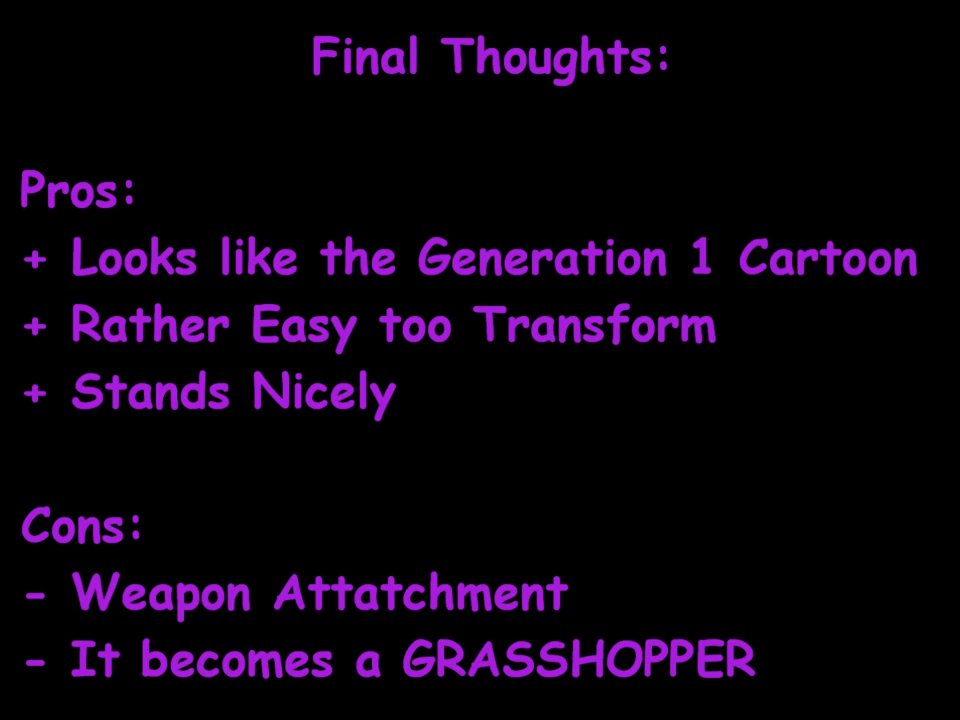 Final Thoughts:
Pros:
+ Looks like the Generation 1 Cartoon
+ Rather Easy too Transform
+ Stands Nicely
Cons:
- Weapon Attatchment
- It becomes a GRASSHOPPER